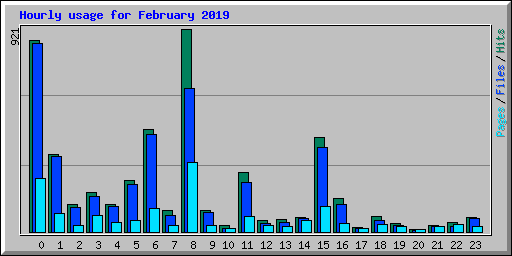 Hourly usage for February 2019
921
Pages/Files/Hits
0 1 2 3 4 5 6 7 8 9 10 11 12 13 14 15 16 17 18 19 20 21 22 23